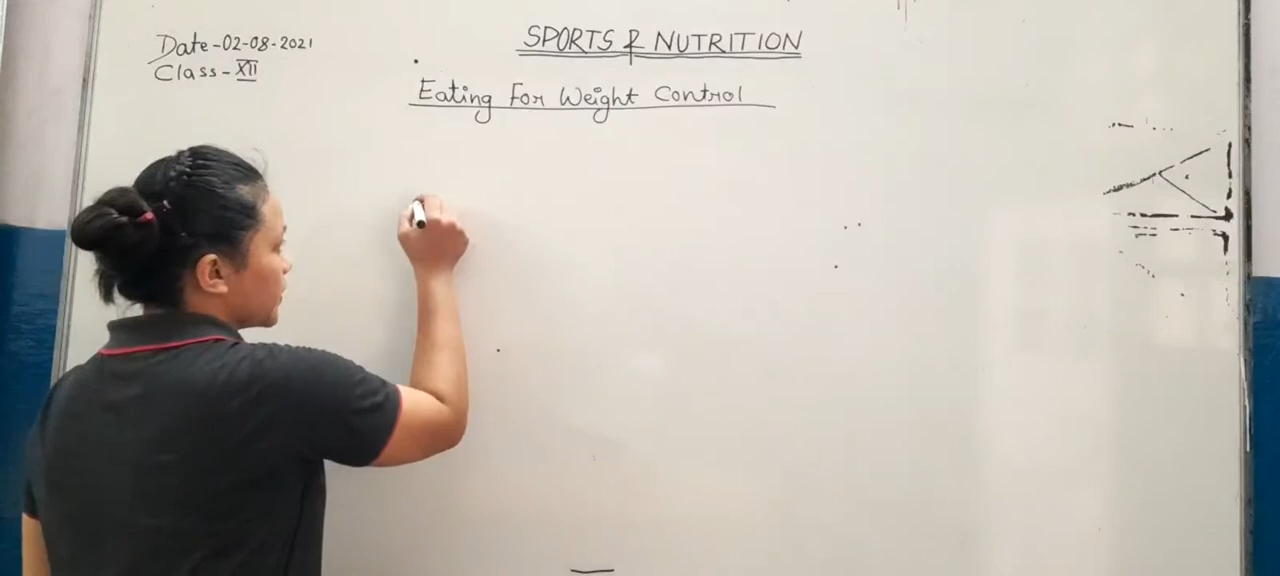 Date-02-08-2021
Class-XII
SPORTS & NUTRITION
Eating For Weight Control